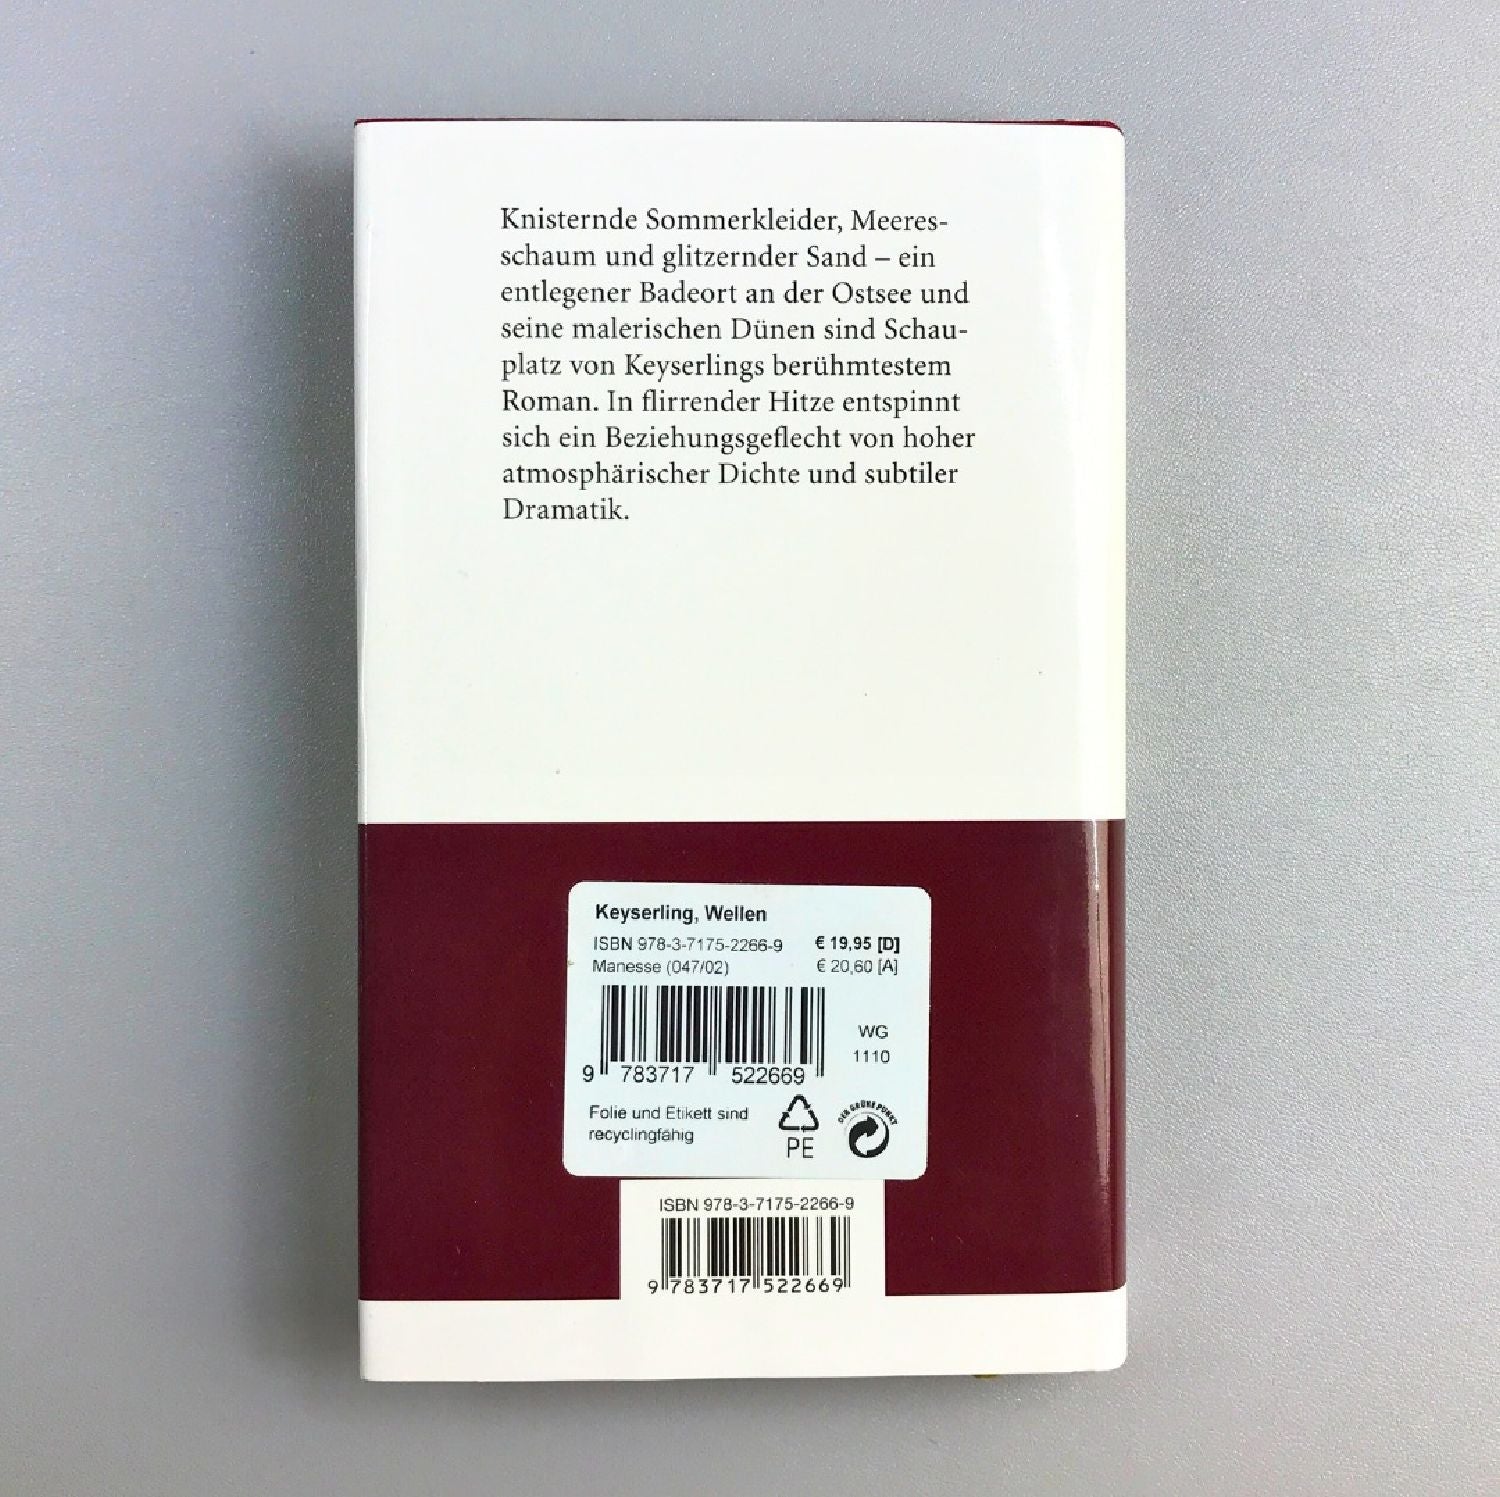 Knisternde Sommerkleider, Meeres-
schaum und glitzernder Sand – ein
entlegener Badeort an der Ostsee und
seine malerischen Dünen sind Schau-
platz von Keyserlings berühmtestem
Roman. In flirrender Hitze entspinnt
sich ein Beziehungsgeflecht von hoher
atmosphärischer Dichte und subtiler
Dramatik.
Keyserling, Wellen
ISBN 978-3-7175-2266-9 € 19,95 [D]
Manesse (047/02) € 20,60 [A]
WG
1110
9 783717 522669
Folie und Etikett sind
recyclingfähig
PE
DER GRÜNE PUNKT
ISBN 978-3-7175-2266-9
9 783717 522669